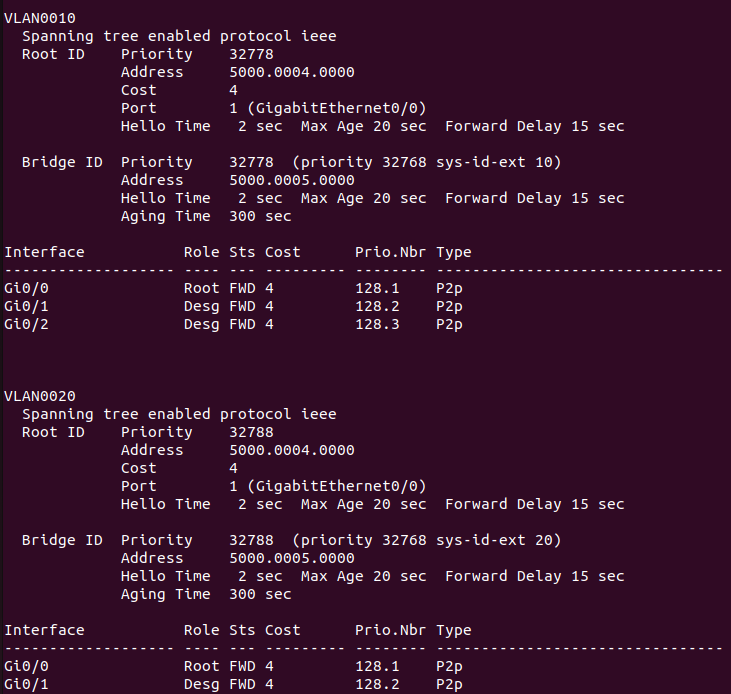 VLAN0010
  Spanning tree enabled protocol ieee
  Root ID    Priority    32778
             Address     5000.0004.0000
             Cost        4
             Port        1 (GigabitEthernet0/0)
             Hello Time   2 sec  Max Age 20 sec  Forward Delay 15 sec

  Bridge ID  Priority    32778  (priority 32768 sys-id-ext 10)
             Address     5000.0005.0000
             Hello Time   2 sec  Max Age 20 sec  Forward Delay 15 sec
             Aging Time  300 sec

Interface           Role Sts Cost      Prio.Nbr Type
------------------- ---- --- --------- -------- --------------------------------
Gi0/0               Root FWD 4         128.1    P2p
Gi0/1               Desg FWD 4         128.2    P2p
Gi0/2               Desg FWD 4         128.3    P2p

VLAN0020
  Spanning tree enabled protocol ieee
  Root ID    Priority    32788
             Address     5000.0004.0000
             Cost        4
             Port        1 (GigabitEthernet0/0)
             Hello Time   2 sec  Max Age 20 sec  Forward Delay 15 sec

  Bridge ID  Priority    32788  (priority 32768 sys-id-ext 20)
             Address     5000.0005.0000
             Hello Time   2 sec  Max Age 20 sec  Forward Delay 15 sec
             Aging Time  300 sec

Interface           Role Sts Cost      Prio.Nbr Type
------------------- ---- --- --------- -------- --------------------------------
Gi0/0               Root FWD 4         128.1    P2p
Gi0/1               Desg FWD 4         128.2    P2p